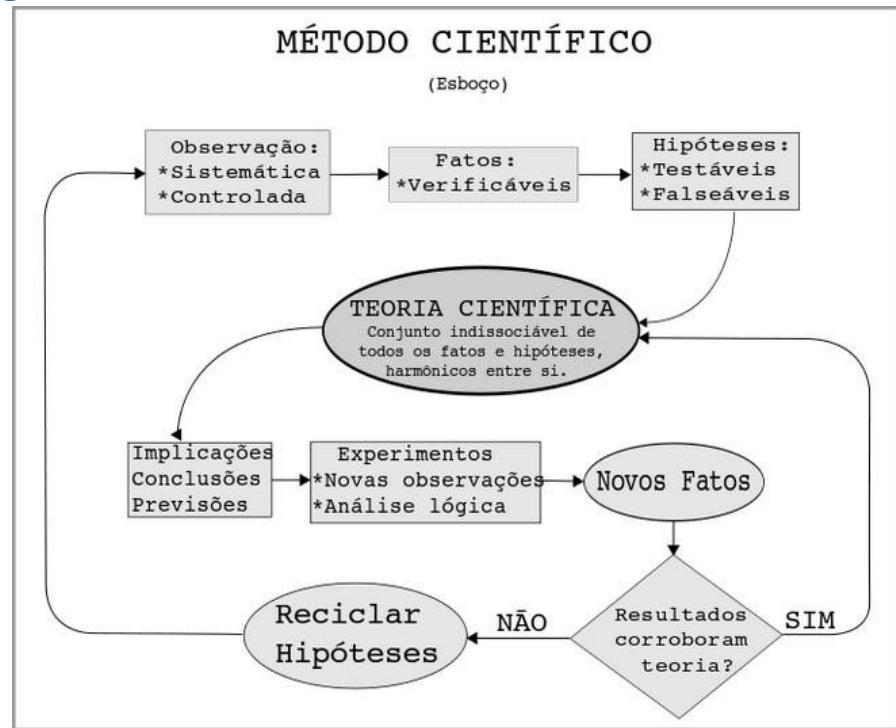 MÉTODO CIENTÍFICO
(Esboço)
Observação:
*Sistemática
*Controlada
Fatos:
*Verificáveis
Hipóteses:
*Testáveis
*Falseáveis
TEORIA CIENTÍFICA
Conjunto indissociável de
todos os fatos e hipóteses,
harmônicos entre si.
Implicações
Conclusões
Previsões
Experimentos
*Novas observações
*Análise lógica
Novos Fatos
Resultados
corroboram
teoria?
SIM
NÃO
Reciclar
Hipóteses